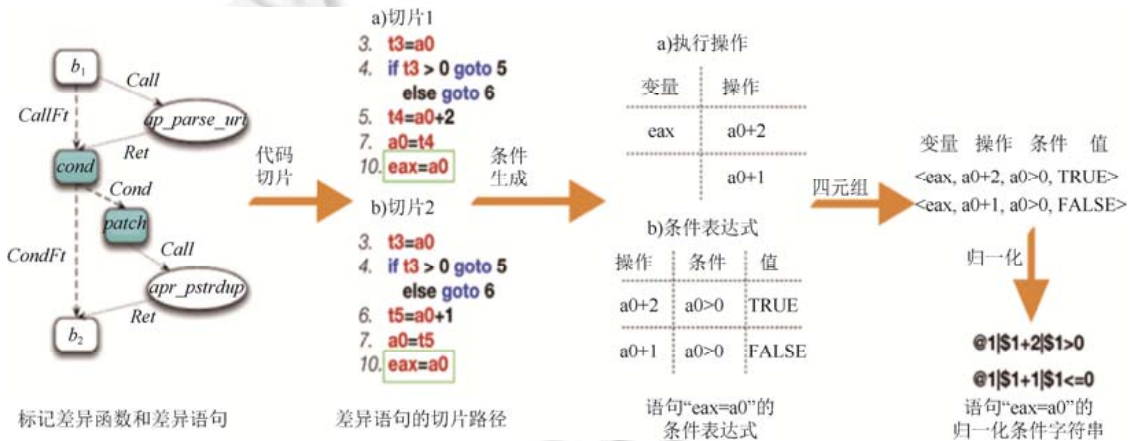 b1
Call
CallFt
ap_parse_uri
Ret
cond
Cond
patch
CondFt
Call
apr_pstrdup
Ret
b2
标记差异函数和差异语句
代码
切片
a)切片1
3. t3=a0
4. if t3 > 0 goto 5
else goto 6
5. t4=a0+2
7. a0=t4
10. eax=a0
b)切片2
3. t3=a0
4. if t3 > 0 goto 5
else goto 6
6. t5=a0+1
7. a0=t5
10. eax=a0
差异语句的切片路径
条件
生成
a)执行操作
变量 操作
eax a0+2
a0+1
b)条件表达式
操作 条件 值
a0+2 a0>0 TRUE
a0+1 a0>0 FALSE
语句“eax=a0”的
条件表达式
四元组
变量 操作 条件 值
<eax, a0+2, a0>0, TRUE>
<eax, a0+1, a0>0, FALSE>
归一化
@1|$1+2|$1>0
@1|$1+1|$1<=0
语句“eax=a0”的
归一化条件字符串